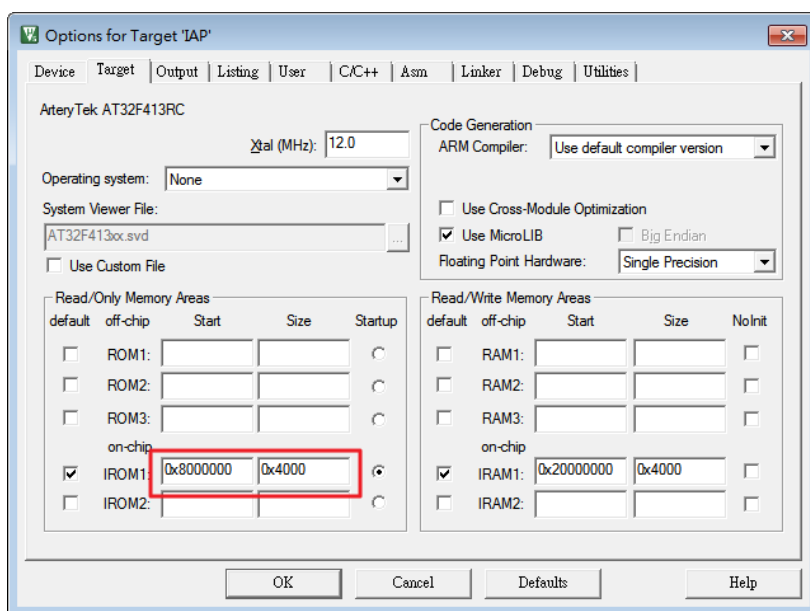 Options for Target 'IAP'
Device Target Output Listing User C/C++ Asm Linker Debug Utilities
ArteryTek AT32F413RC
Xtal (MHz): 12.0
Operating system: None
System Viewer File:
AT32F413xx.svd ...
Use Custom File
Code Generation
ARM Compiler: Use default compiler version
Use Cross-Module Optimization
Use MicroLIB Big Endian
Floating Point Hardware: Single Precision
Read/Only Memory Areas
default off-chip Start Size Startup
ROM1:
ROM2:
ROM3:
on-chip
IROM1: 0x8000000 0x4000
IROM2:
Read/Write Memory Areas
default off-chip Start Size NoInit
RAM1:
RAM2:
RAM3:
on-chip
IRAM1: 0x20000000 0x4000
IRAM2:
OK Cancel Defaults Help